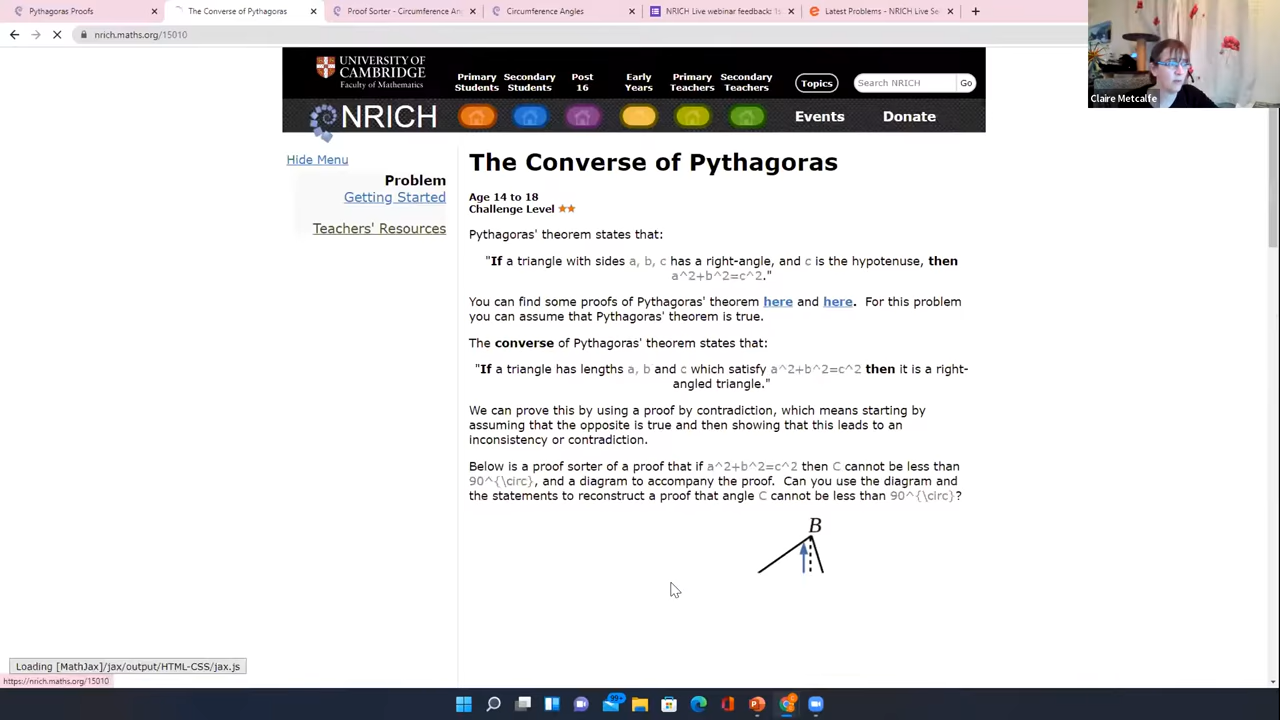 Pythagoras Proofs
The Converse of Pythagoras
Proof Sorter - Circumference An
Circumference Angles
NRICH Live webinar feedback: 1s
Latest Problems - NRICH Live Se
nrich.maths.org/15010
Claire Metcalfe
UNIVERSITY OF
CAMBRIDGE
Faculty of Mathematics
Primary Students
Secondary Students
Post 16
Early Years
Primary Teachers
Secondary Teachers
Topics
Search NRICH
Go
NRICH
Events
Donate
Hide Menu
Problem
Getting Started
Teachers' Resources
The Converse of Pythagoras
Age 14 to 18
Challenge Level
Pythagoras' theorem states that:
"If a triangle with sides a, b, c has a right-angle, and c is the hypotenuse, then
a^2+b^2=c^2."
You can find some proofs of Pythagoras' theorem here and here. For this problem
you can assume that Pythagoras' theorem is true.
The converse of Pythagoras' theorem states that:
"If a triangle has lengths a, b and c which satisfy a^2+b^2=c^2 then it is a right-
angled triangle."
We can prove this by using a proof by contradiction, which means starting by
assuming that the opposite is true and then showing that this leads to an
inconsistency or contradiction.
Below is a proof sorter of a proof that if a^2+b^2=c^2 then C cannot be less than
90^{\circ}, and a diagram to accompany the proof. Can you use the diagram and
the statements to reconstruct a proof that angle C cannot be less than 90^{\circ}?
B
Loading [MathJax]/jax/output/HTML-CSS/jax.js
https://nrich.maths.org/15010
99+